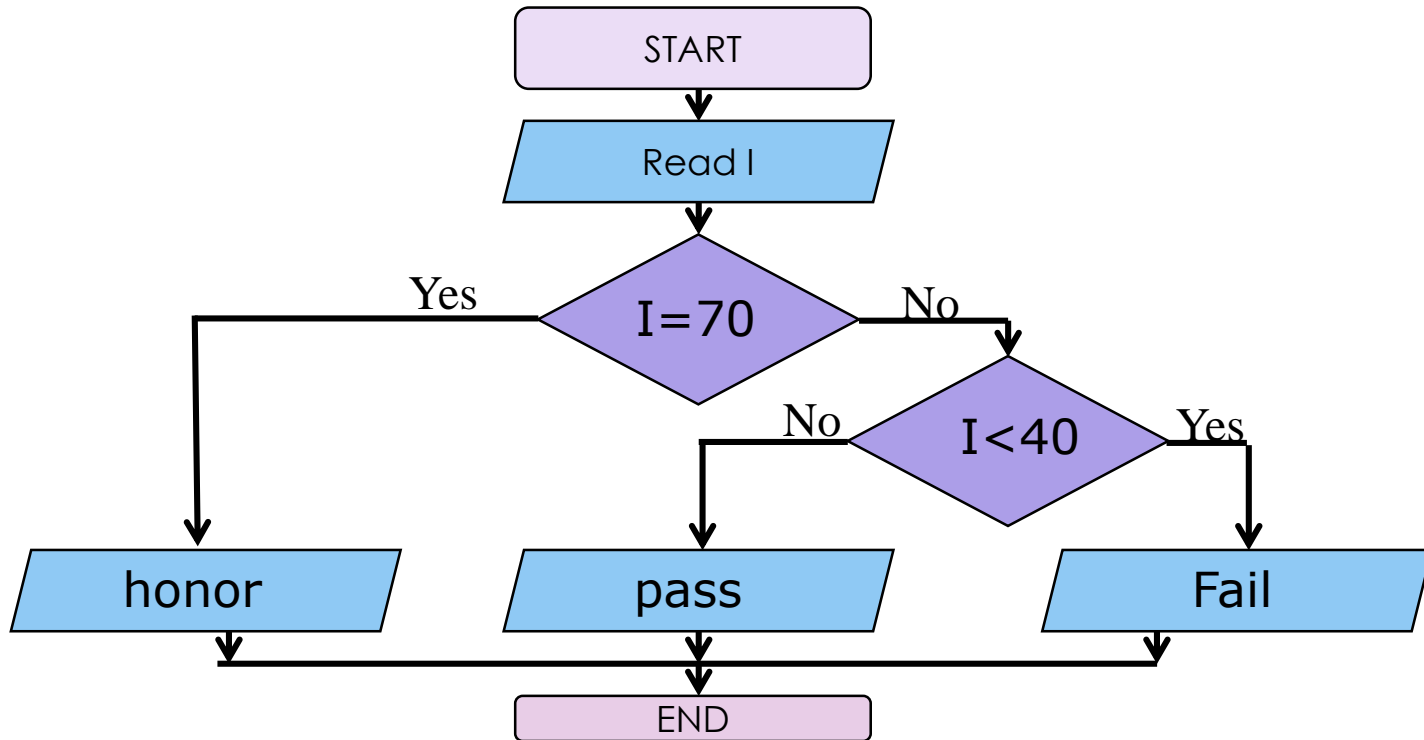 START
Read I
Yes
I=70
No
No
I<40
Yes
honor
pass
Fail
END